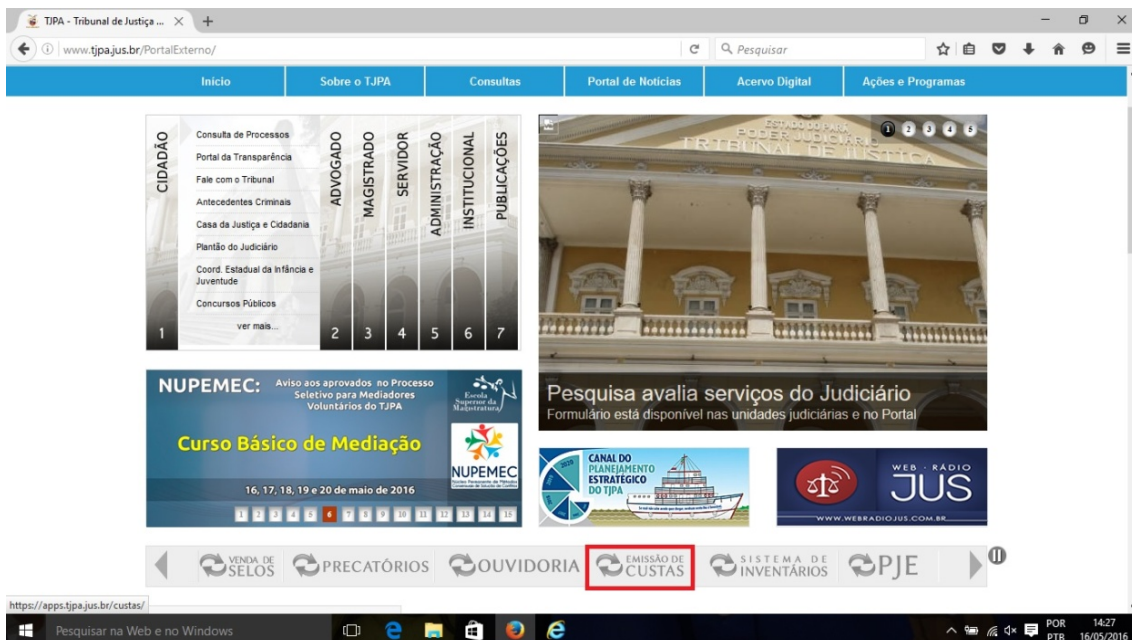 TJPA - Tribunal de Justiça ...
www.tjpa.jus.br/PortalExterno/
Pesquisar
Início
Sobre o TJPA
Consultas
Portal de Notícias
Acervo Digital
Ações e Programas
CIDADÃO
1
Consulta de Processos
Portal da Transparência
Fale com o Tribunal
Antecedentes Criminais
Casa da Justiça e Cidadania
Plantão do Judiciário
Coord. Estadual da Infância e
Juventude
Concursos Públicos
ver mais...
ADVOGADO
2
MAGISTRADO
3
SERVIDOR
4
ADMINISTRAÇÃO
5
INSTITUCIONAL
6
PUBLICAÇÕES
7
ESTADO DO PARÁ
PODER JUDICIÁRIO
TRIBUNAL DE JUSTIÇA
1 2 3 4 5
Pesquisa avalia serviços do Judiciário
Formulário está disponível nas unidades judiciárias e no Portal
NUPEMEC:
Aviso aos aprovados no Processo
Seletivo para Mediadores
Voluntários do TJPA
Escola
Superior da
Magistratura
Curso Básico de Mediação
NUPEMEC
16, 17, 18, 19 e 20 de maio de 2016
1 2 3 4 5 6 7 8 9 10 11 12 13 14 15
CANAL DO
PLANEJAMENTO
ESTRATÉGICO
DO TJPA
WEB - RÁDIO
JUS
WWW.WEBRADIOJUS.COM.BR
VENDA DE
SELOS
PRECATÓRIOS
OUVIDORIA
EMISSÃO DE
CUSTAS
SISTEMA DE
INVENTÁRIOS
PJE
https://apps.tjpa.jus.br/custas/
Pesquisar na Web e no Windows
POR
PTB
14:27
16/05/2016